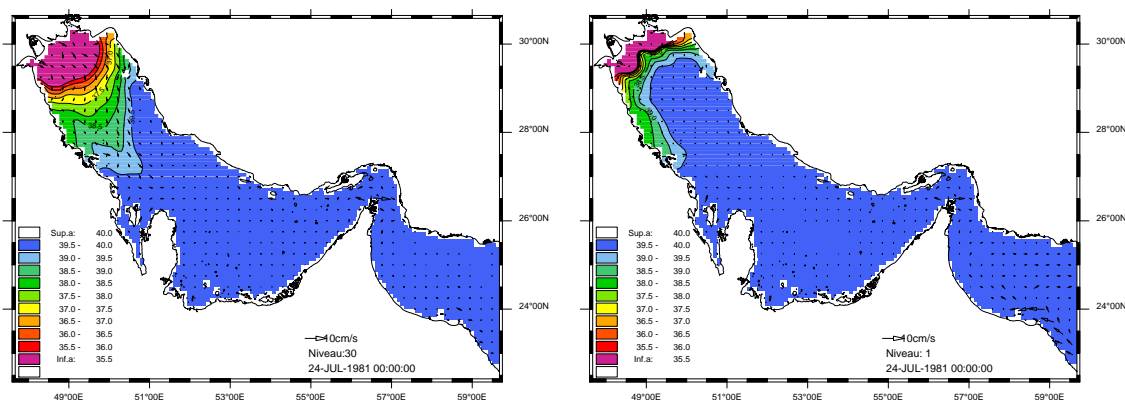 30°00N
28°00N
26°00N
24°00N
Sup.a: 40.0
39.5 - 40.0
39.0 - 39.5
38.5 - 39.0
38.0 - 38.5
37.5 - 38.0
37.0 - 37.5
36.5 - 37.0
36.0 - 36.5
35.5 - 36.0
Inf.a: 35.5
10cm/s
Niveau:30
24-JUL-1981 00:00:00
49°00E 51°00E 53°00E 55°00E 57°00E 59°00E
30°00N
28°00N
26°00N
24°00N
Sup.a: 40.0
39.5 - 40.0
39.0 - 39.5
38.5 - 39.0
38.0 - 38.5
37.5 - 38.0
37.0 - 37.5
36.5 - 37.0
36.0 - 36.5
35.5 - 36.0
Inf.a: 35.5
10cm/s
Niveau: 1
24-JUL-1981 00:00:00
49°00E 51°00E 53°00E 55°00E 57°00E 59°00E